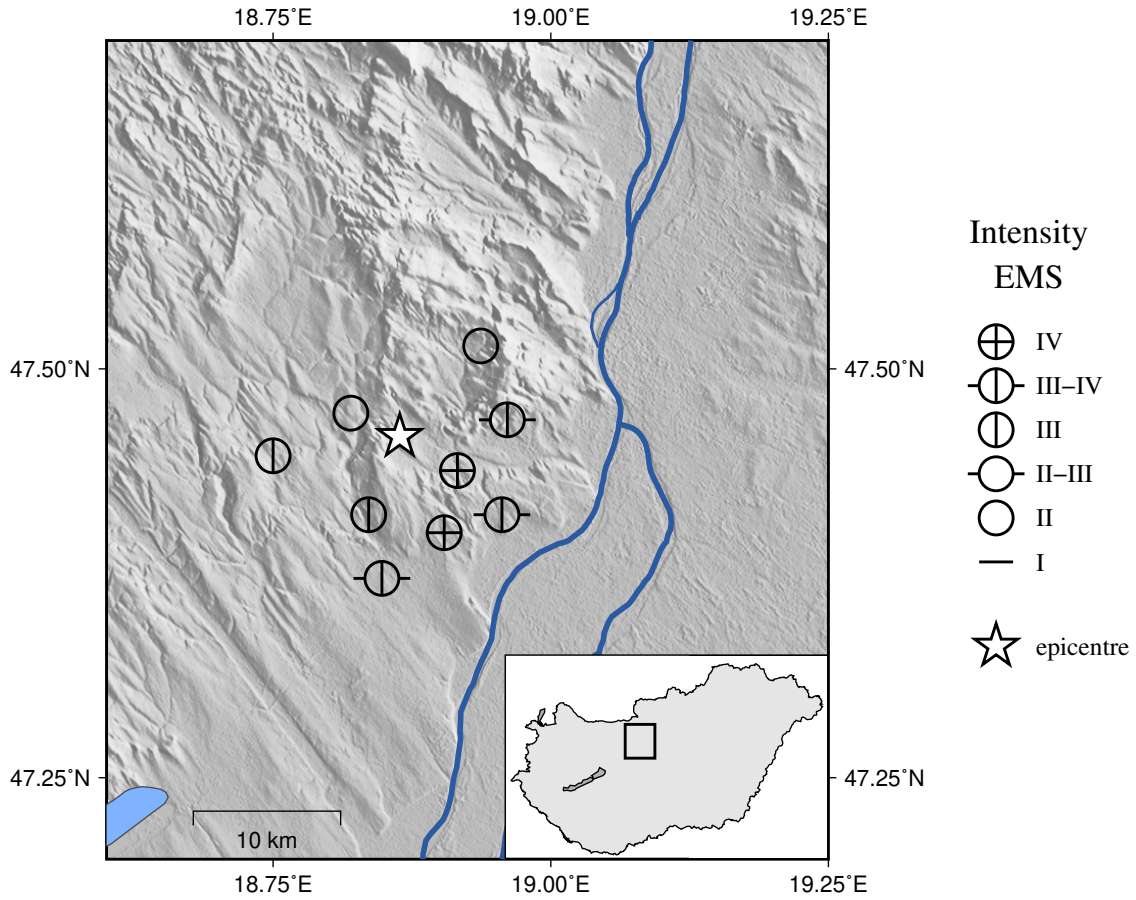 18.75˚E 19.00˚E 19.25˚E
47.50˚N 47.50˚N
47.25˚N 47.25˚N
10 km
18.75˚E 19.00˚E 19.25˚E
Intensity
EMS
IV
III–IV
III
II–III
II
I
epicentre